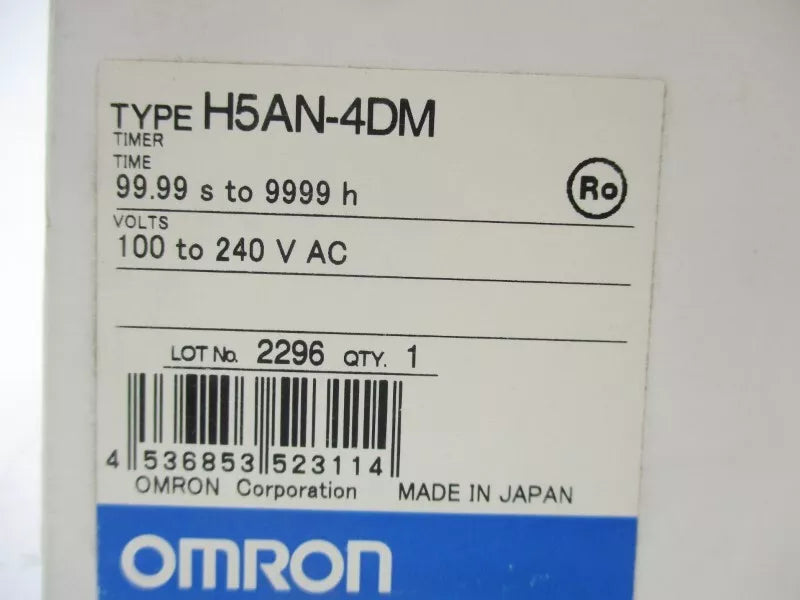 TYPE H5AN-4DM
TIMER
TIME
99.99 s to 9999 h
Ro
VOLTS
100 to 240 V AC
LOT No. 2296 QTY. 1
4 536853 523114
OMRON Corporation MADE IN JAPAN
OMRON